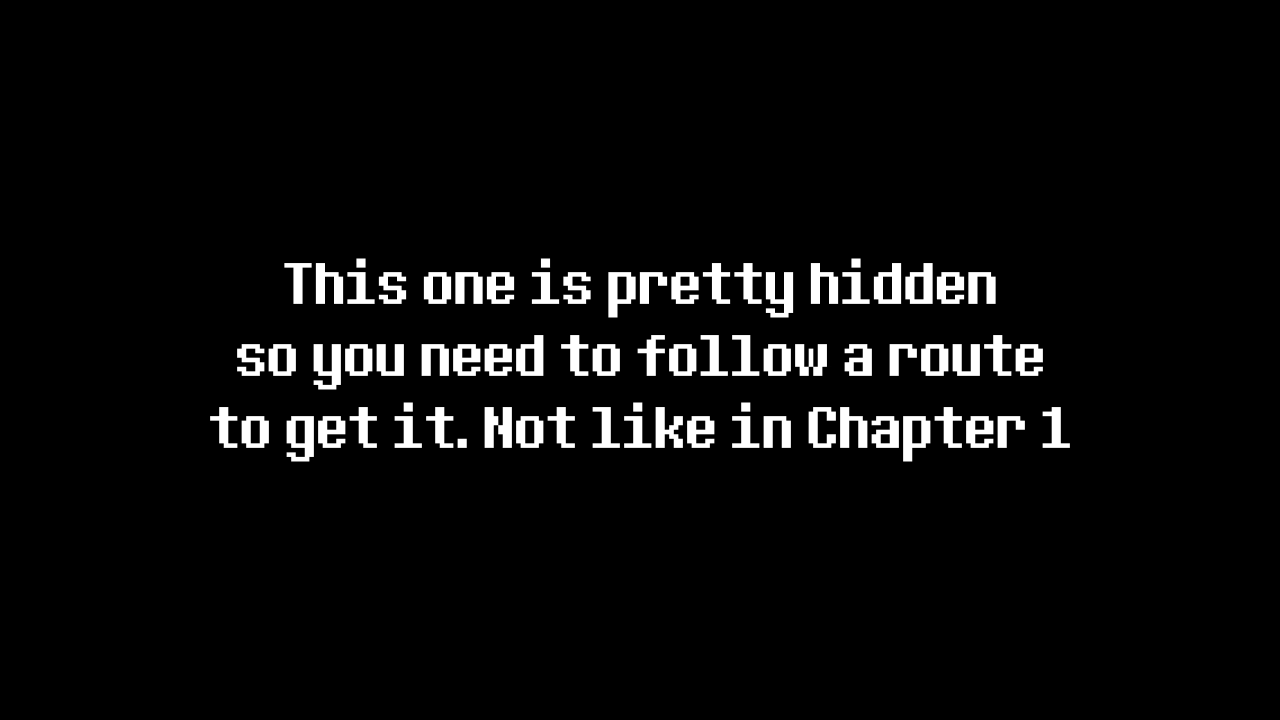 This one is pretty hidden
so you need to follow a route
to get it. Not like in Chapter 1